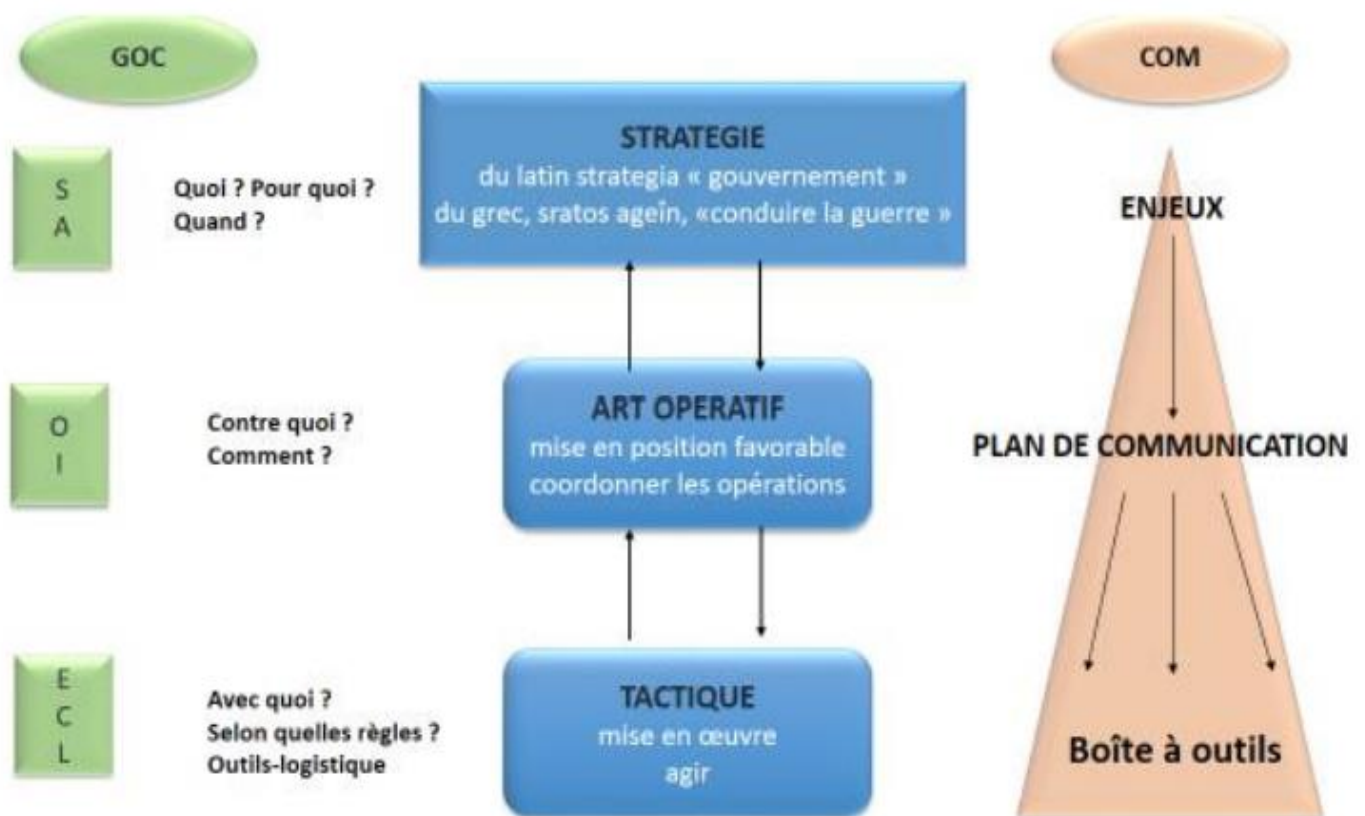 GOC
COM
S
A
Quoi ? Pour quoi ?
Quand ?
STRATEGIE
du latin strategia « gouvernement »
du grec, sratos ageîn, «conduire la guerre »
ENJEUX
O
I
Contre quoi ?
Comment ?
ART OPERATIF
mise en position favorable
coordonner les opérations
PLAN DE COMMUNICATION
E
C
L
Avec quoi ?
Selon quelles règles ?
Outils-logistique
TACTIQUE
mise en œuvre
agir
Boîte à outils